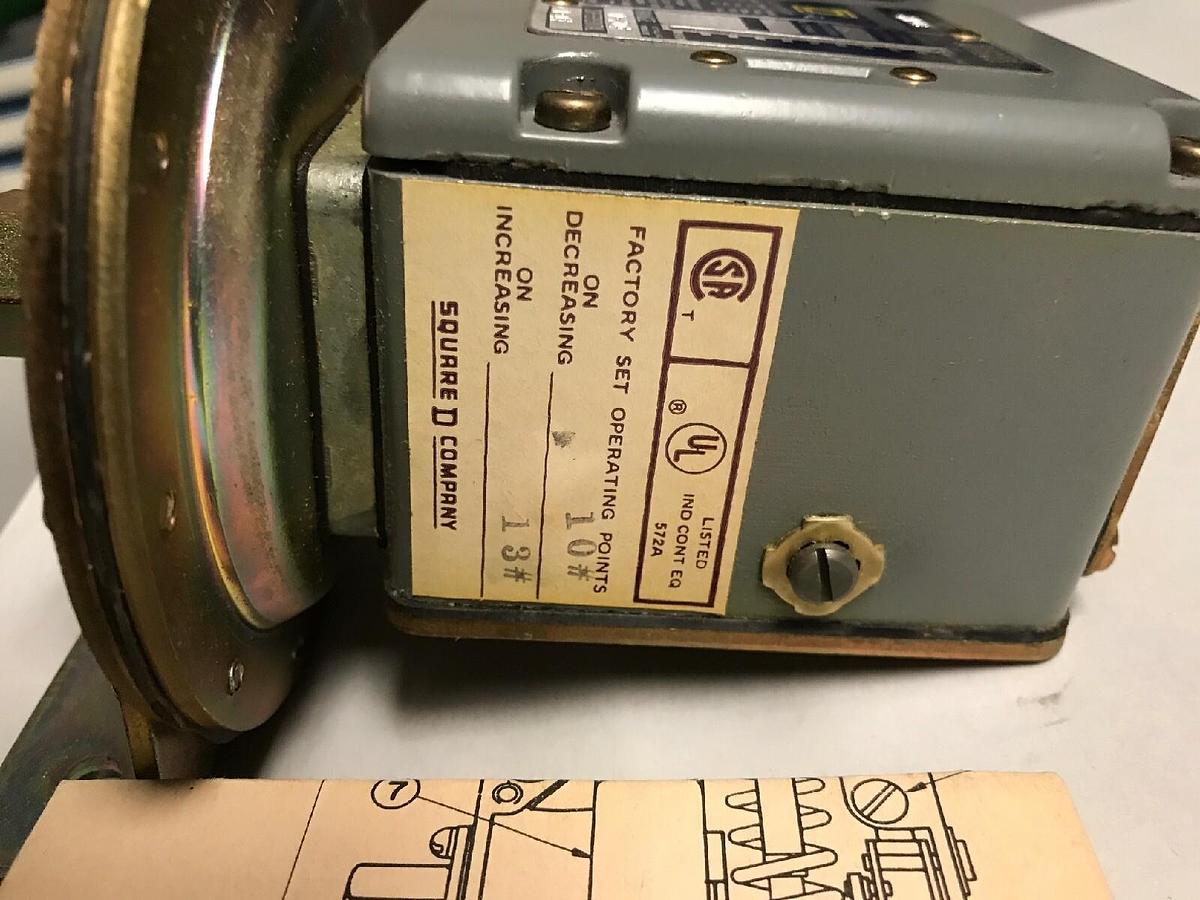 SA
T
UL
®
LISTED
IND CONT EQ
572A
FACTORY SET OPERATING POINTS
ON
DECREASING 10#
ON
INCREASING 13#
SQUARE D COMPANY
7